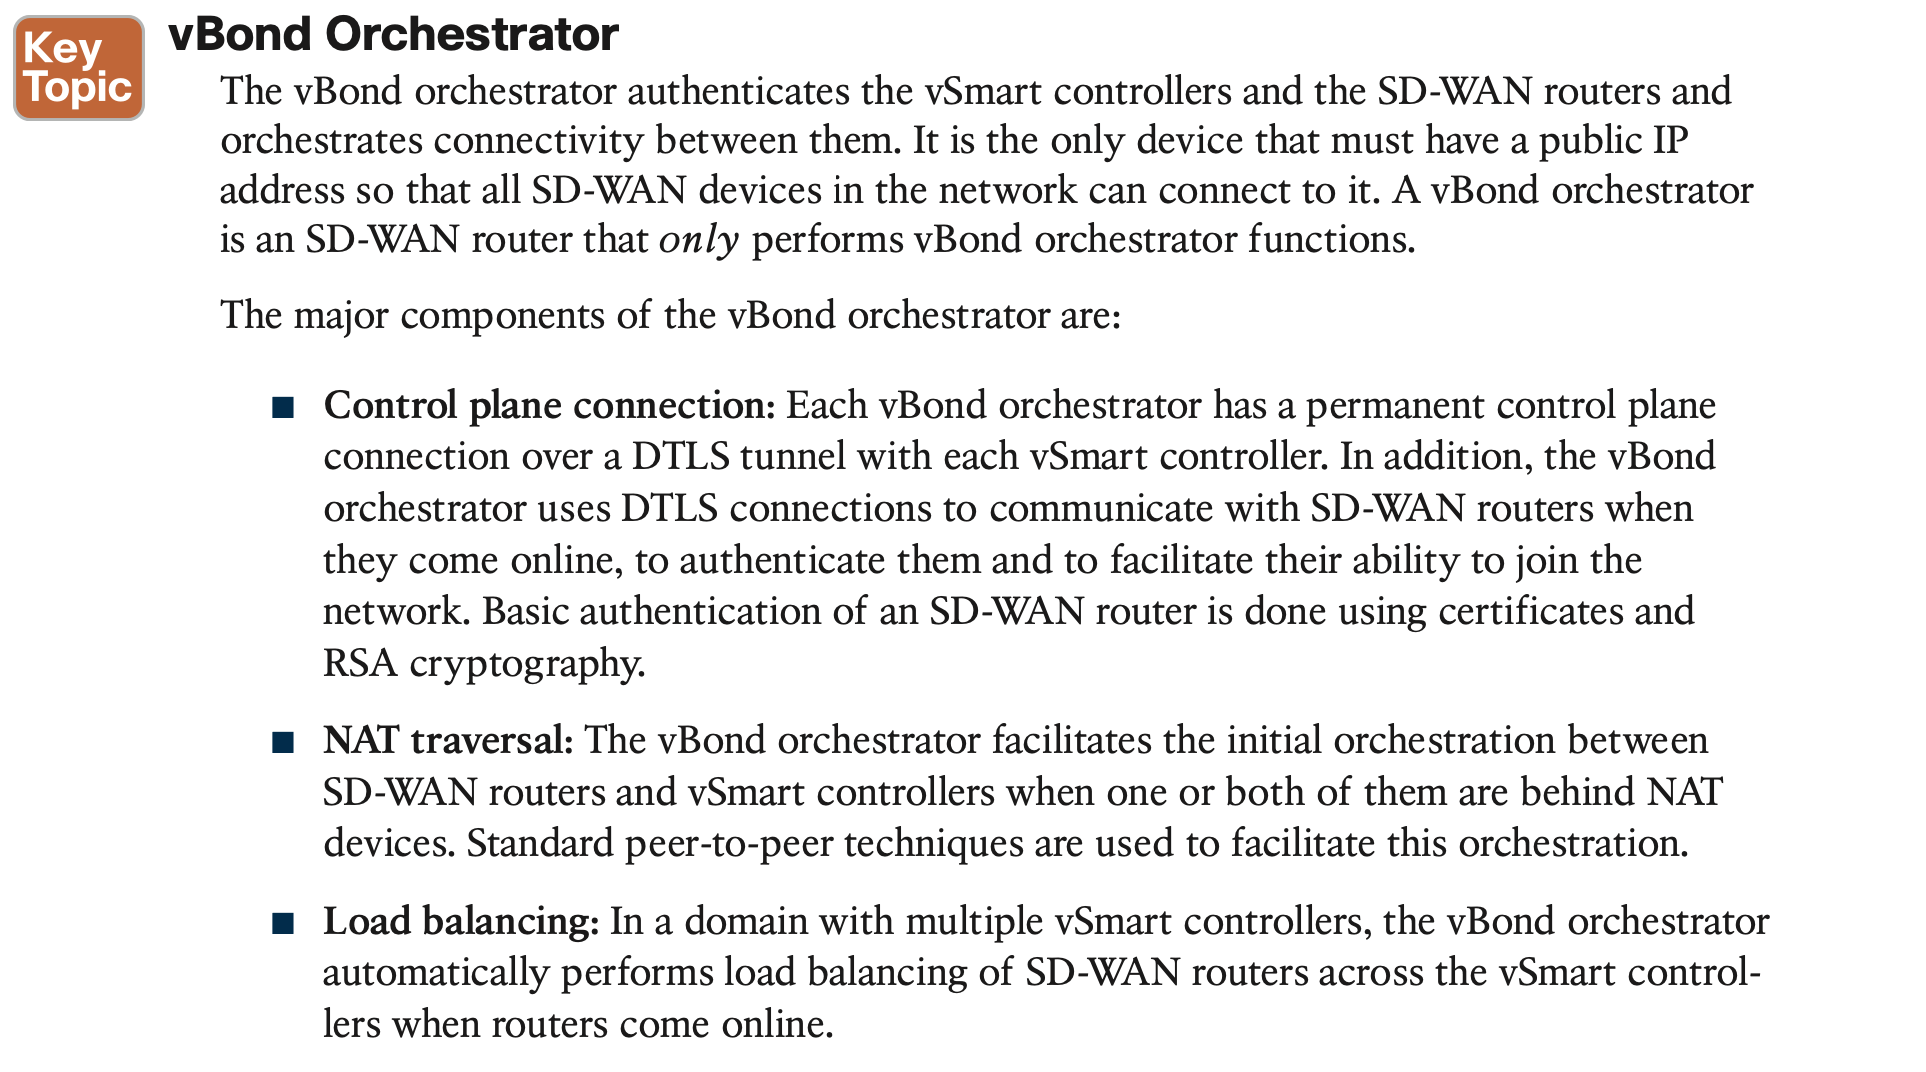 Key
Topic
vBond Orchestrator
The vBond orchestrator authenticates the vSmart controllers and the SD-WAN routers and
orchestrates connectivity between them. It is the only device that must have a public IP
address so that all SD-WAN devices in the network can connect to it. A vBond orchestrator
is an SD-WAN router that only performs vBond orchestrator functions.
The major components of the vBond orchestrator are:
■ Control plane connection: Each vBond orchestrator has a permanent control plane
connection over a DTLS tunnel with each vSmart controller. In addition, the vBond
orchestrator uses DTLS connections to communicate with SD-WAN routers when
they come online, to authenticate them and to facilitate their ability to join the
network. Basic authentication of an SD-WAN router is done using certificates and
RSA cryptography.
■ NAT traversal: The vBond orchestrator facilitates the initial orchestration between
SD-WAN routers and vSmart controllers when one or both of them are behind NAT
devices. Standard peer-to-peer techniques are used to facilitate this orchestration.
■ Load balancing: In a domain with multiple vSmart controllers, the vBond orchestrator
automatically performs load balancing of SD-WAN routers across the vSmart control-
lers when routers come online.